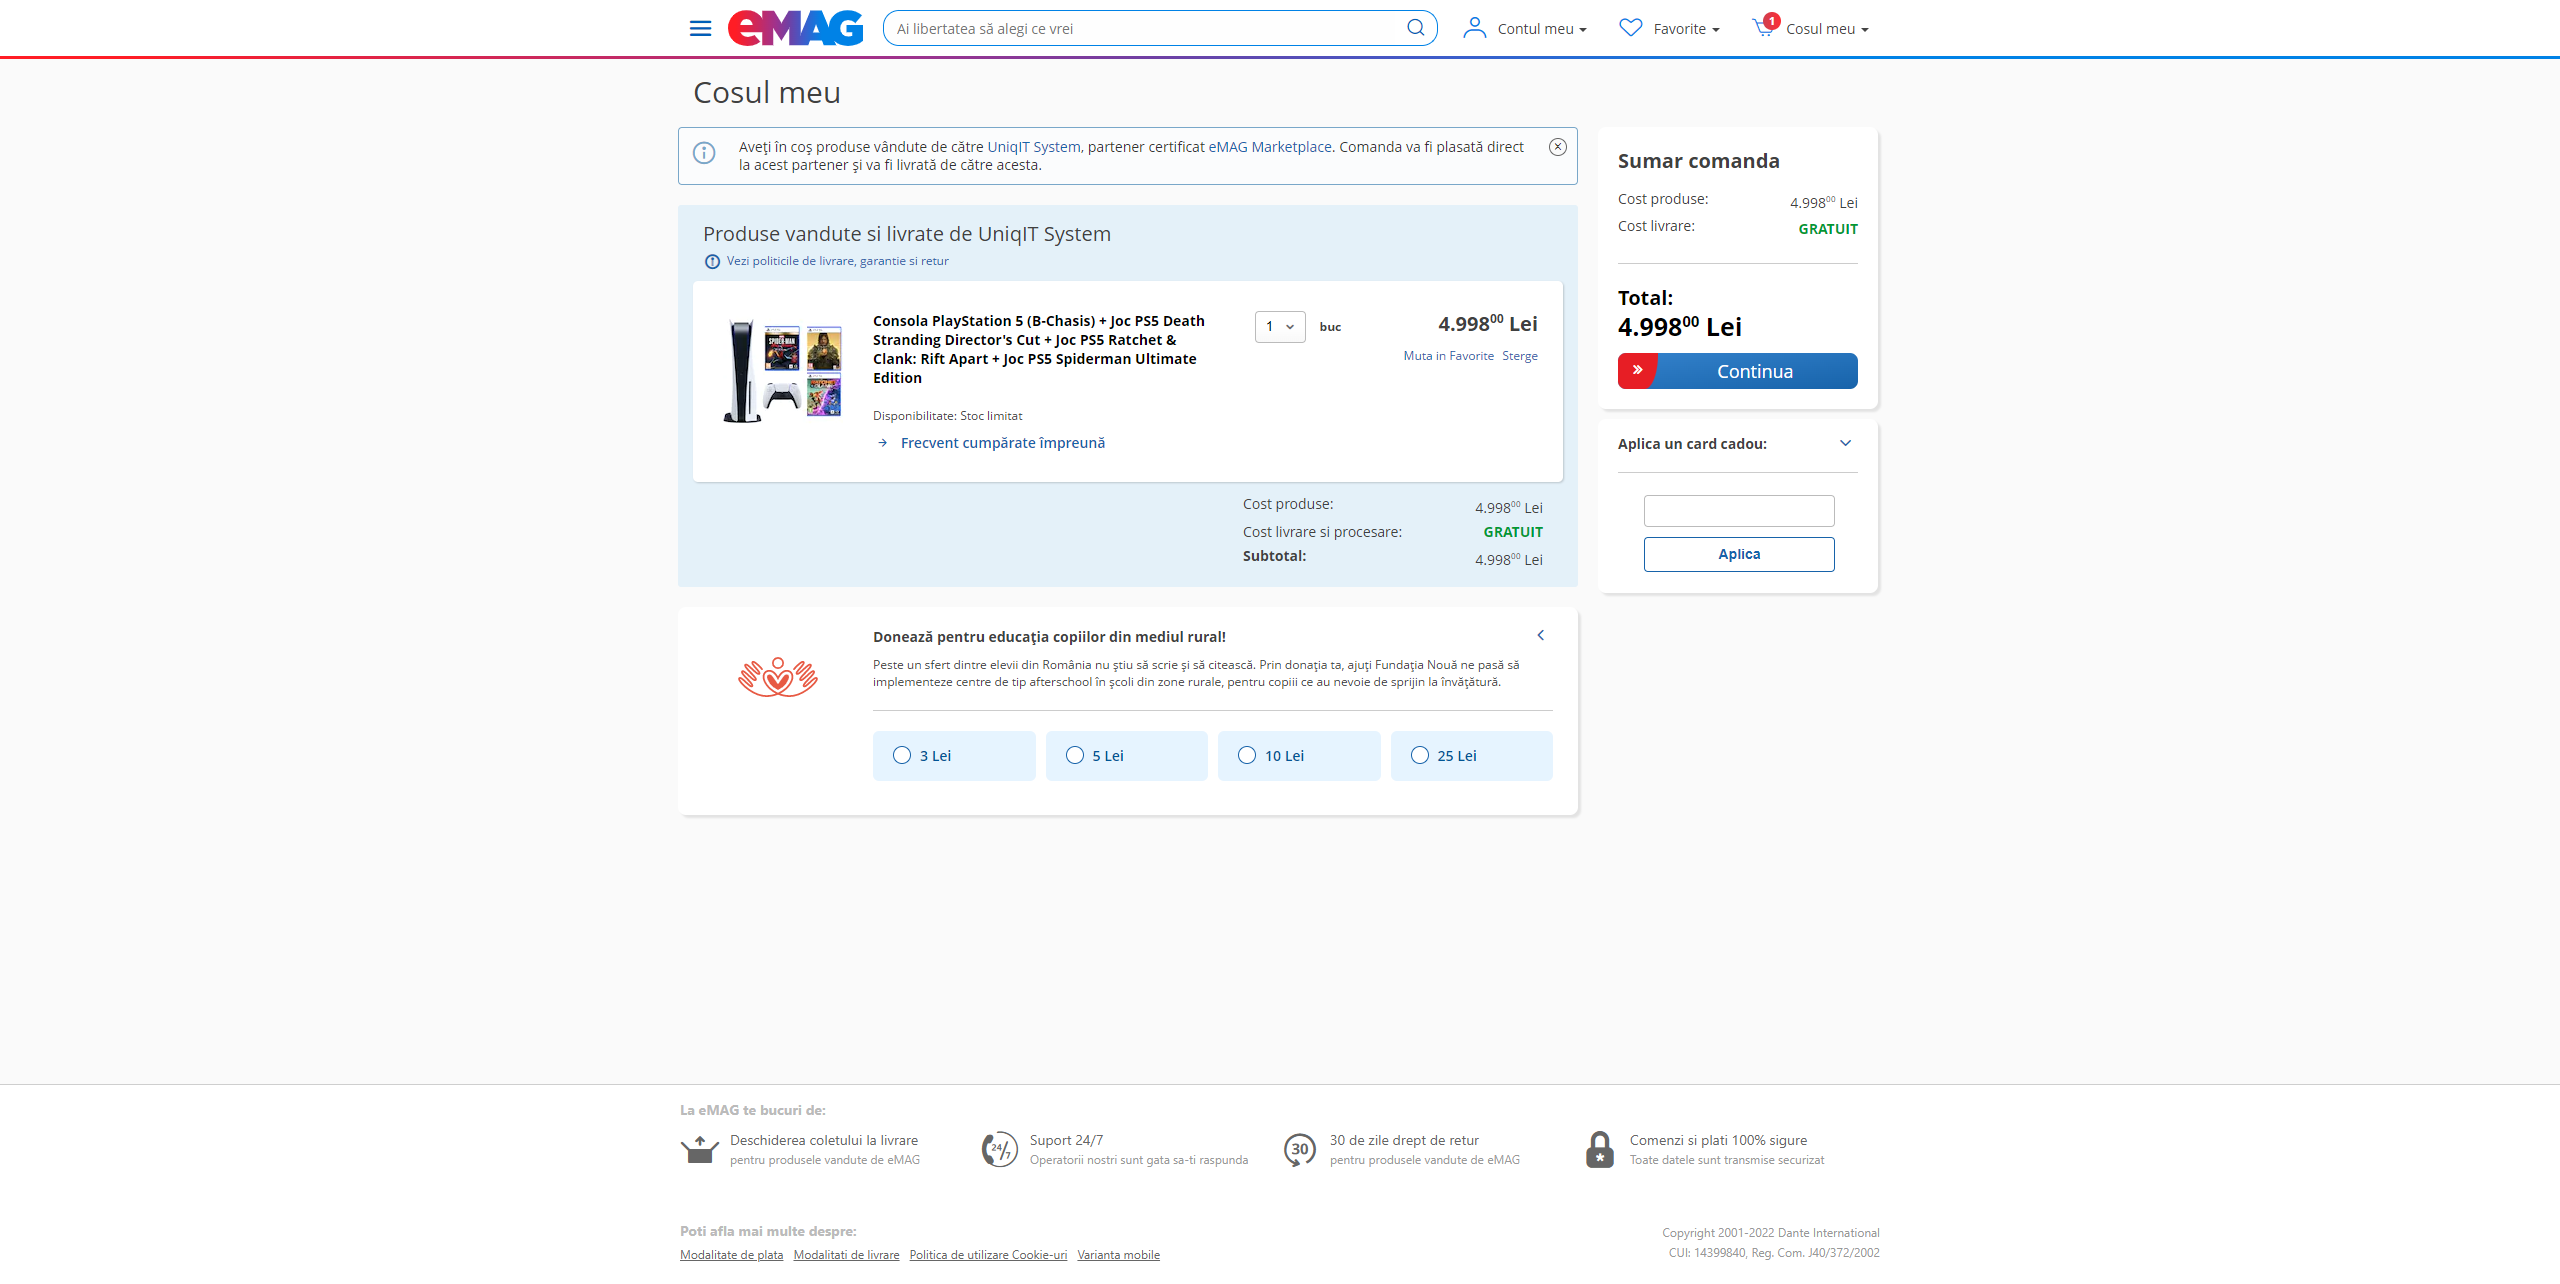 eMAG
Ai libertatea să alegi ce vrei
Contul meu
Favorite
1
Cosul meu
Cosul meu
Aveți în coș produse vândute de către UniqIT System, partener certificat eMAG Marketplace. Comanda va fi plasată direct
la acest partener și va fi livrată de către acesta.
Produse vandute si livrate de UniqIT System
Vezi politicile de livrare, garantie si retur
Consola PlayStation 5 (B-Chasis) + Joc PS5 Death
Stranding Director's Cut + Joc PS5 Ratchet &
Clank: Rift Apart + Joc PS5 Spiderman Ultimate
Edition
1
buc
4.998⁰⁰ Lei
Muta in Favorite Sterge
Disponibilitate: Stoc limitat
Frecvent cumpărate împreună
Cost produse: 4.998⁰⁰ Lei
Cost livrare si procesare: GRATUIT
Subtotal: 4.998⁰⁰ Lei
Sumar comanda
Cost produse: 4.998⁰⁰ Lei
Cost livrare: GRATUIT
Total:
4.998⁰⁰ Lei
Continua
Aplica un card cadou:
Aplica
Donează pentru educația copiilor din mediul rural!
Peste un sfert dintre elevii din România nu știu să scrie și să citească. Prin donația ta, ajuți Fundația Nouă ne pasă să
implementeze centre de tip afterschool în școli din zone rurale, pentru copiii ce au nevoie de sprijin la învățătură.
3 Lei
5 Lei
10 Lei
25 Lei
La eMAG te bucuri de:
Deschiderea coletului la livrare
pentru produsele vandute de eMAG
24/7
Suport 24/7
Operatorii nostri sunt gata sa-ti raspunda
30
30 de zile drept de retur
pentru produsele vandute de eMAG
Comenzi si plati 100% sigure
Toate datele sunt transmise securizat
Poti afla mai multe despre:
Modalitate de plata Modalitati de livrare Politica de utilizare Cookie-uri Varianta mobile
Copyright 2001-2022 Dante International
CUI: 14399840, Reg. Com. J40/372/2002